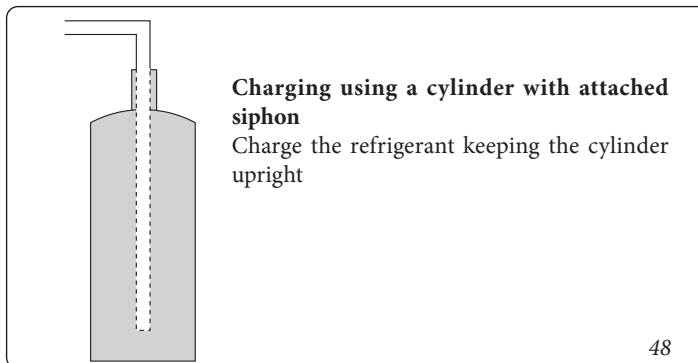 Charging using a cylinder with attached
siphon
Charge the refrigerant keeping the cylinder
upright
48